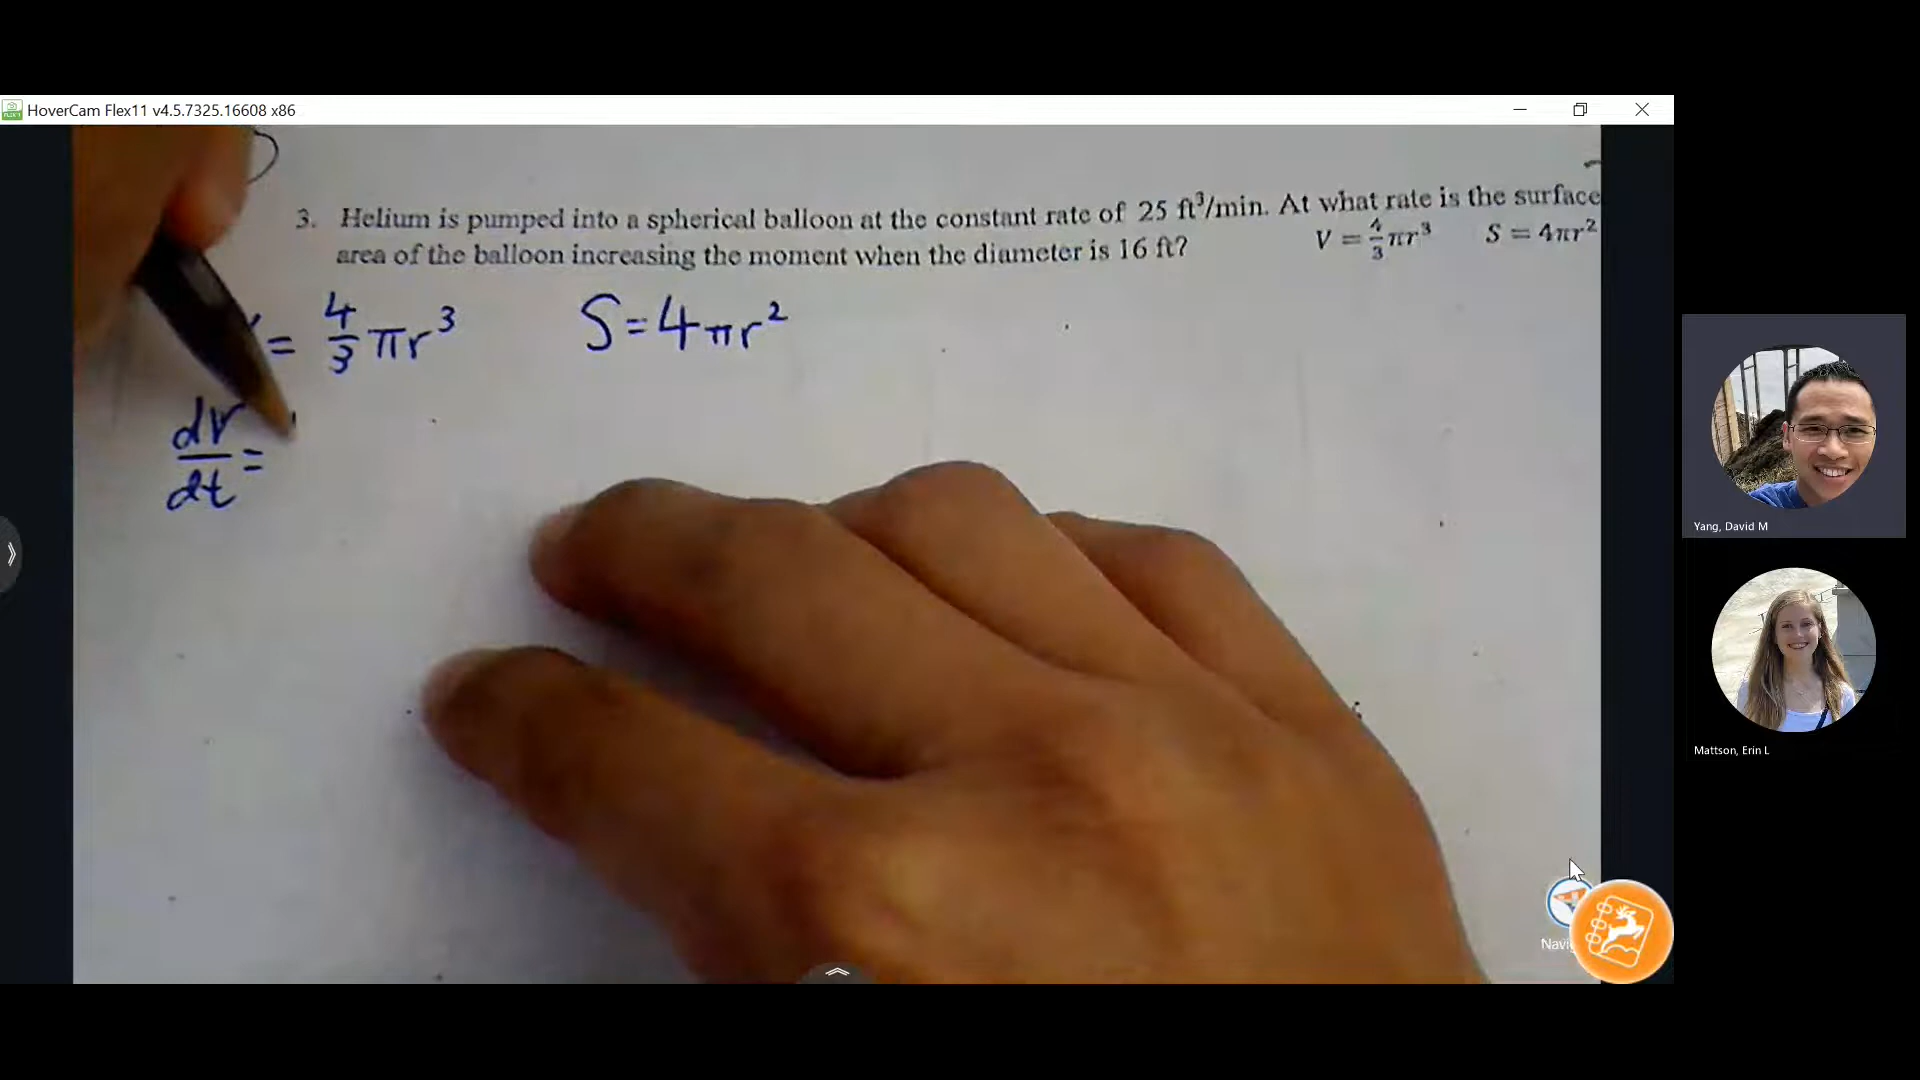 HoverCam Flex11 v4.5.7325.16608 x86
3. Helium is pumped into a spherical balloon at the constant rate of 25 ft³/min. At what rate is the surface
area of the balloon increasing the moment when the diameter is 16 ft?
V = 4/3 πr³ S = 4πr²
= 4/3 πr³ S = 4πr²
dV/dt =
Yang, David M
Mattson, Erin L